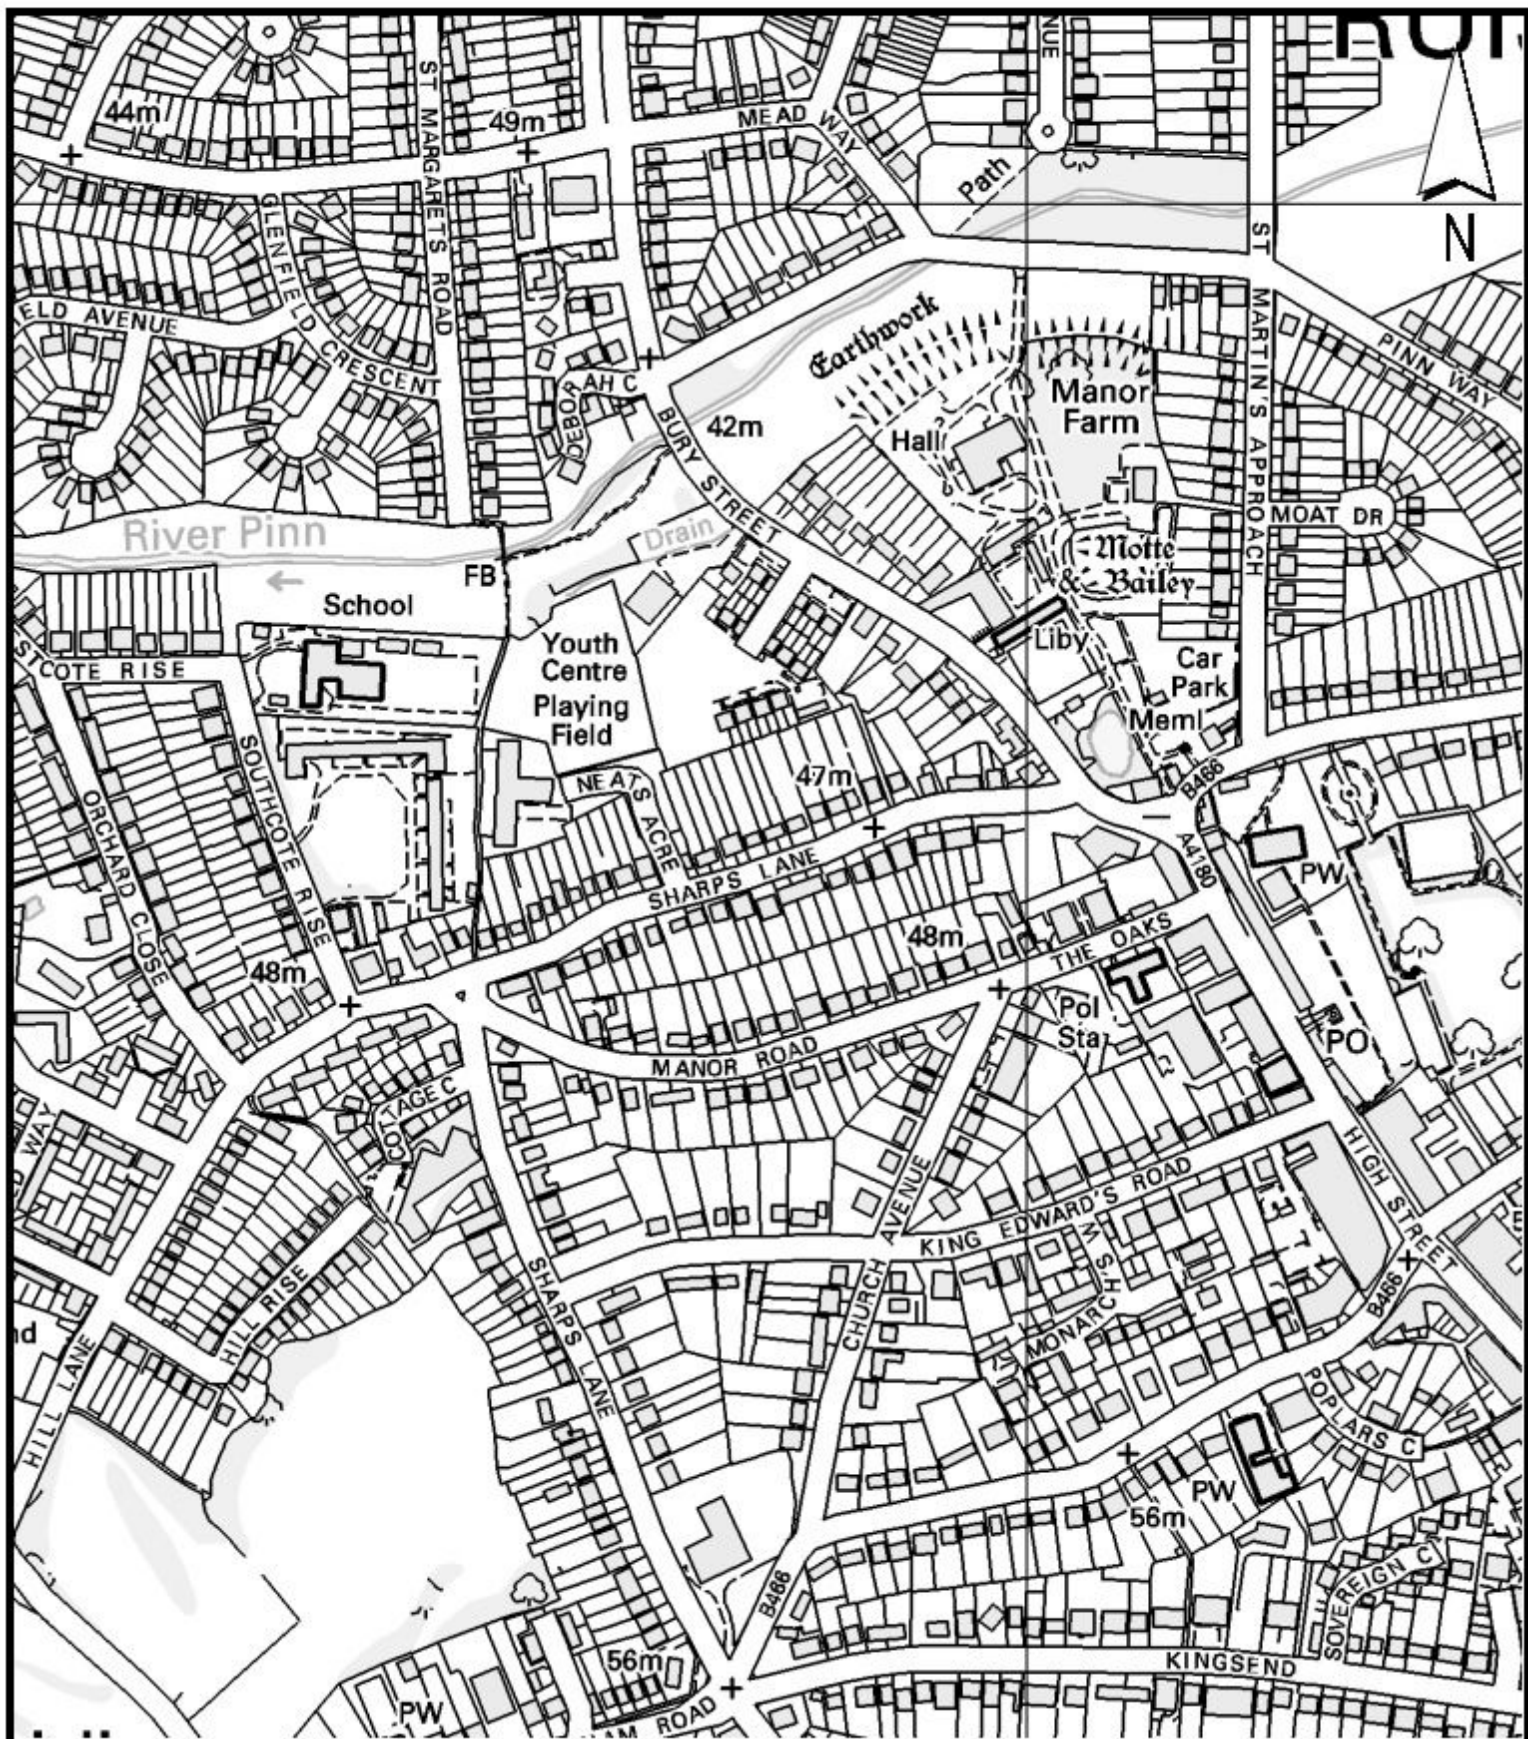 44m
ST MARGARETS ROAD
49m
MEAD WAY
NUE
Path
N
GLENFIELD CRESCENT
ELD AVENUE
ST MARTIN'S APPROACH
PINN WAY
Earthwork
Manor
Farm
Hall
DEBORAH C
42m
BURY STREET
River Pinn
Drain
MOAT DR
Motte
& Bailey
FB
School
Liby
Youth
Centre
Playing
Field
STCOTE RISE
Car
Park
Meml
SOUTHCOTE RISE
ORCHARD CLOSE
NEATS ACRE
47m
B466
A4180
PW
SHARPS LANE
48m
THE OAKS
48m
Pol
Sta
PO
MANOR ROAD
COTTAGE C
D WAY
CHURCH AVENUE
HIGH STREET
KING EDWARD'S ROAD
MONARCH'S W
SHARPS LANE
HILL RISE
HILL LANE
nd
B466
POPLARS C
PW
56m
SOVEREIGN C
B466
56m
KINGSEND
PW
AM ROAD